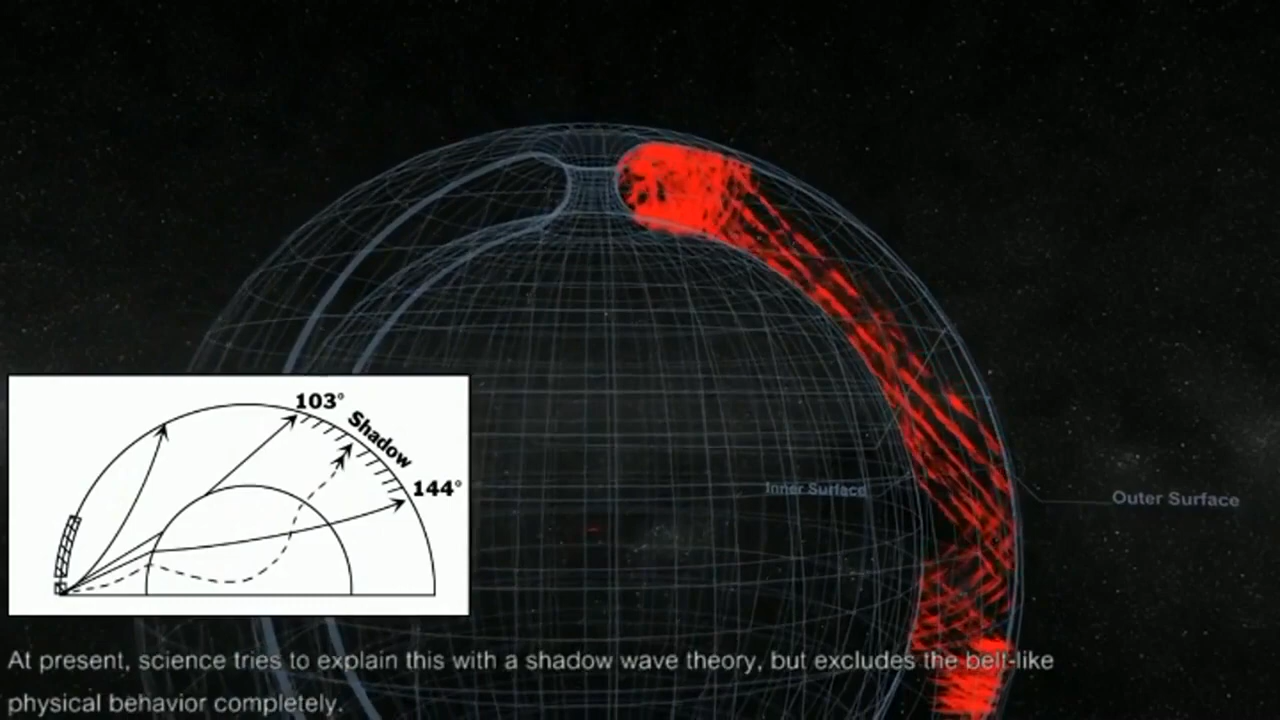 103°
Shadow
144°
Inner Surface
Outer Surface
At present, science tries to explain this with a shadow wave theory, but excludes the belt-like
physical behavior completely.